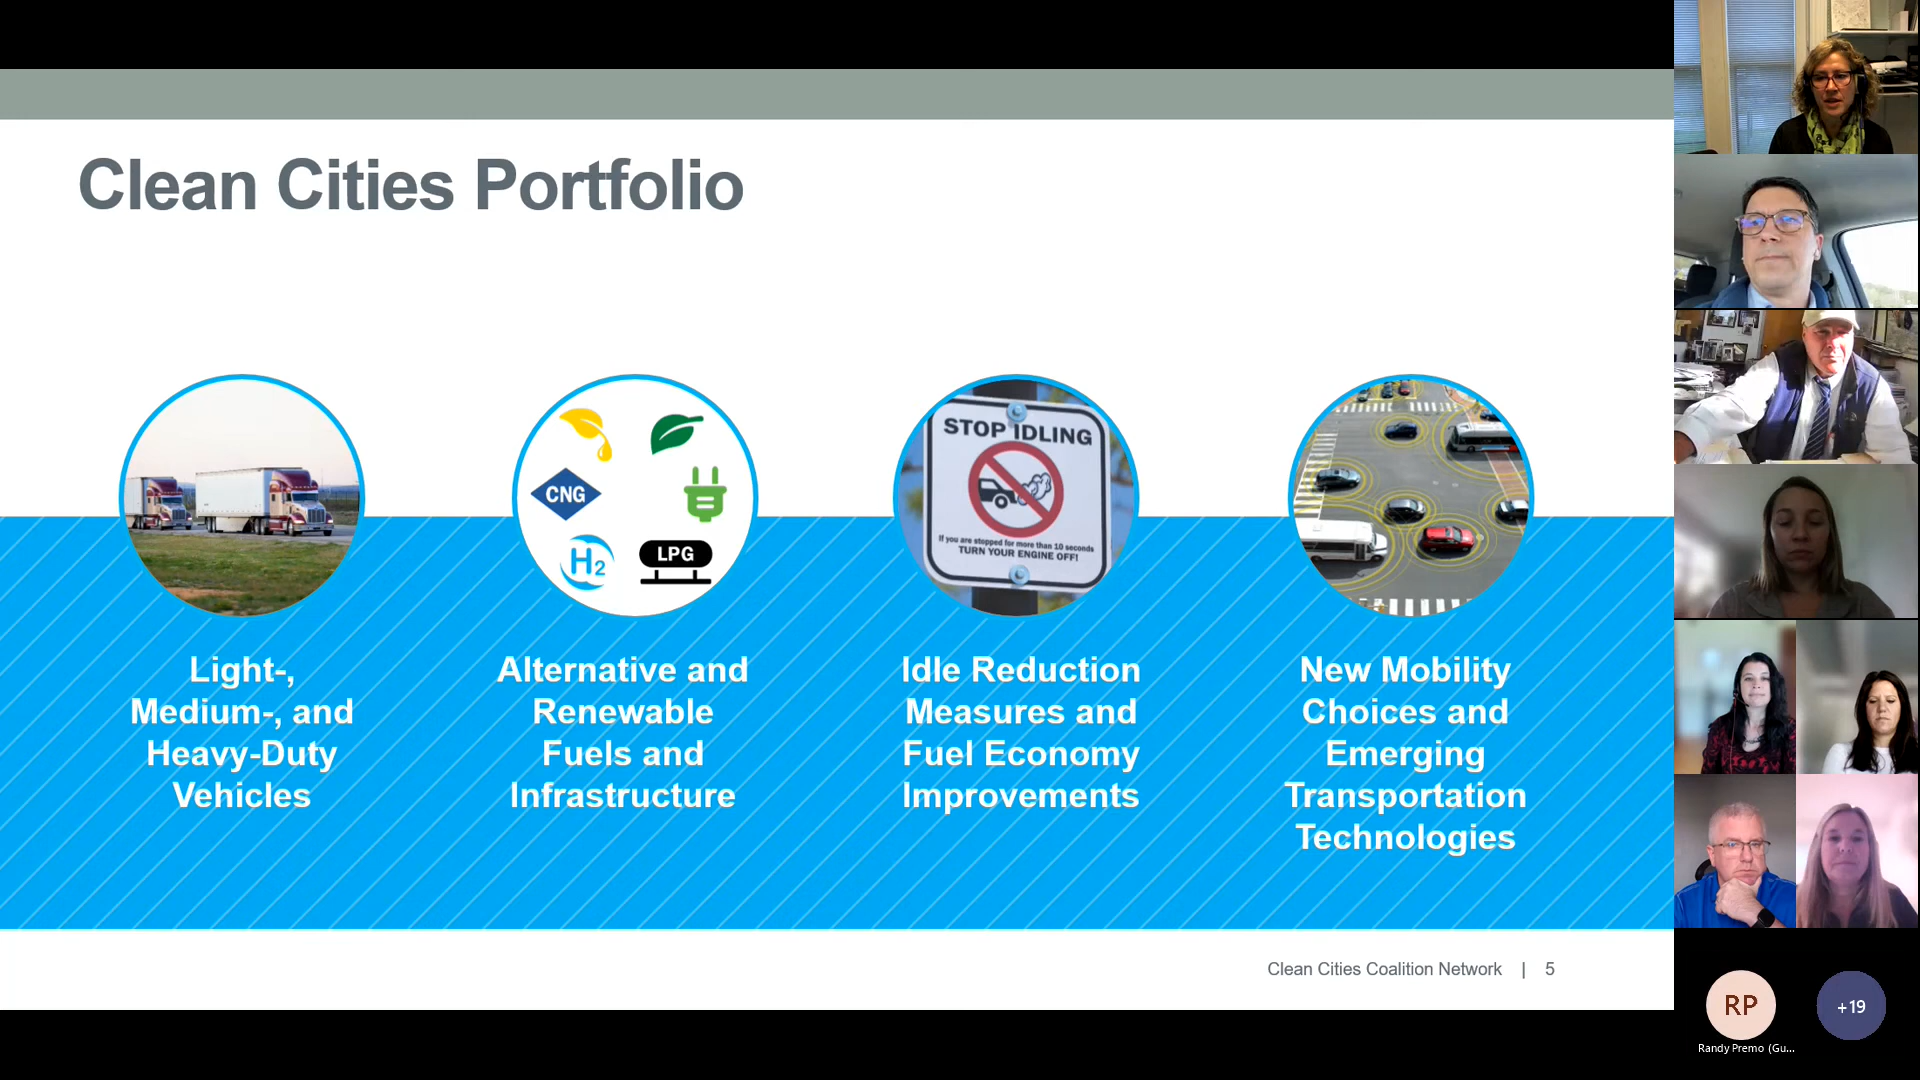 Clean Cities Portfolio
CNG
H2
LPG
STOP IDLING
If you are stopped for more than 10 seconds
TURN YOUR ENGINE OFF!
Light-,
Medium-, and
Heavy-Duty
Vehicles
Alternative and
Renewable
Fuels and
Infrastructure
Idle Reduction
Measures and
Fuel Economy
Improvements
New Mobility
Choices and
Emerging
Transportation
Technologies
Clean Cities Coalition Network | 5
RP
+19
Randy Premo (Gu...